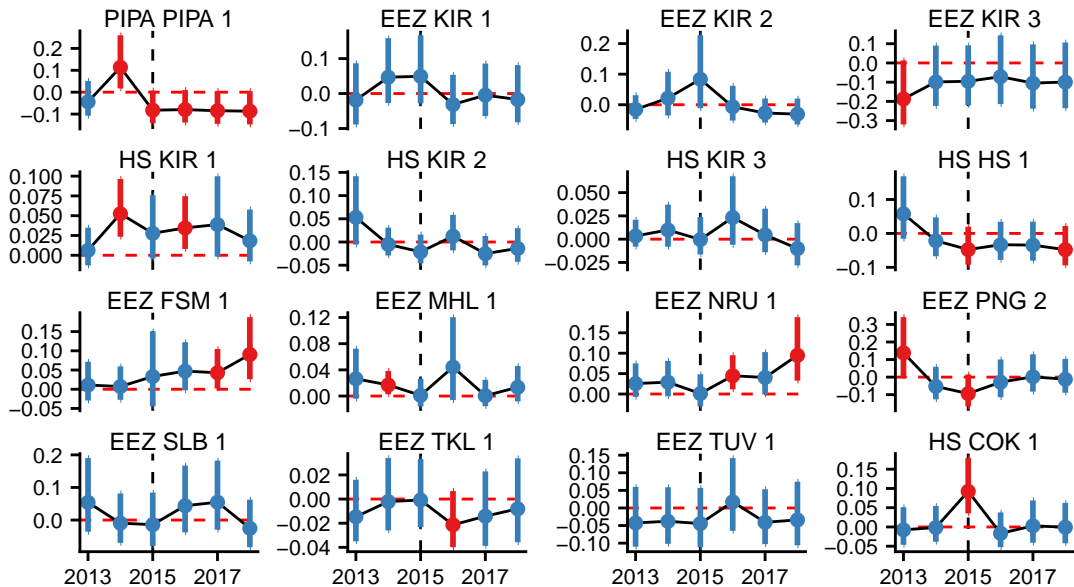 PIPA PIPA 1 EEZ KIR 1 EEZ KIR 2 EEZ KIR 3
0.2 0.1 0.0 −0.1
0.1 0.0 −0.1
0.2 0.1 0.0
0.1 0.0 −0.1 −0.2 −0.3
HS KIR 1 HS KIR 2 HS KIR 3 HS HS 1
0.100 0.075 0.050 0.025 0.000
0.15 0.10 0.05 0.00 −0.05
0.050 0.025 0.000 −0.025
0.1 0.0 −0.1
EEZ FSM 1 EEZ MHL 1 EEZ NRU 1 EEZ PNG 2
0.15 0.10 0.05 0.00 −0.05
0.12 0.08 0.04 0.00
0.15 0.10 0.05 0.00
0.3 0.2 0.1 0.0 −0.1
EEZ SLB 1 EEZ TKL 1 EEZ TUV 1 HS COK 1
0.2 0.1 0.0
0.02 0.00 −0.02 −0.04
0.10 0.05 0.00 −0.05 −0.10
0.15 0.10 0.05 0.00 −0.05
2013 2015 2017 2013 2015 2017 2013 2015 2017 2013 2015 2017